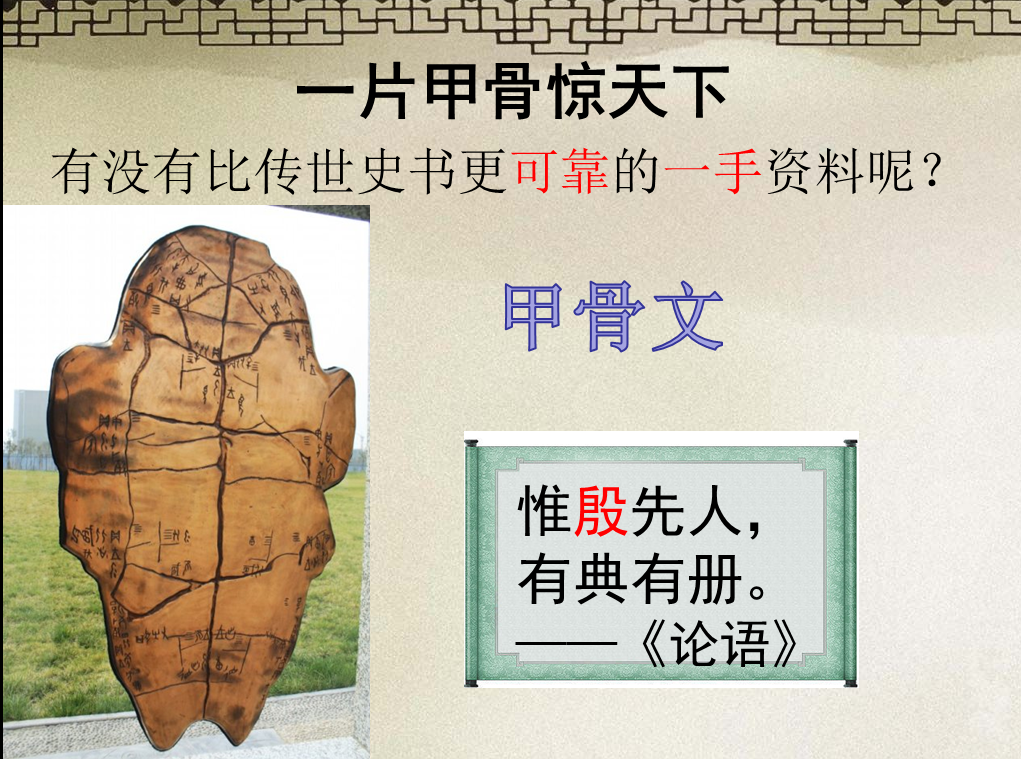 一片甲骨惊天下
有没有比传世史书更可靠的一手资料呢？
甲骨文
惟殷先人，
有典有册。
——《论语》